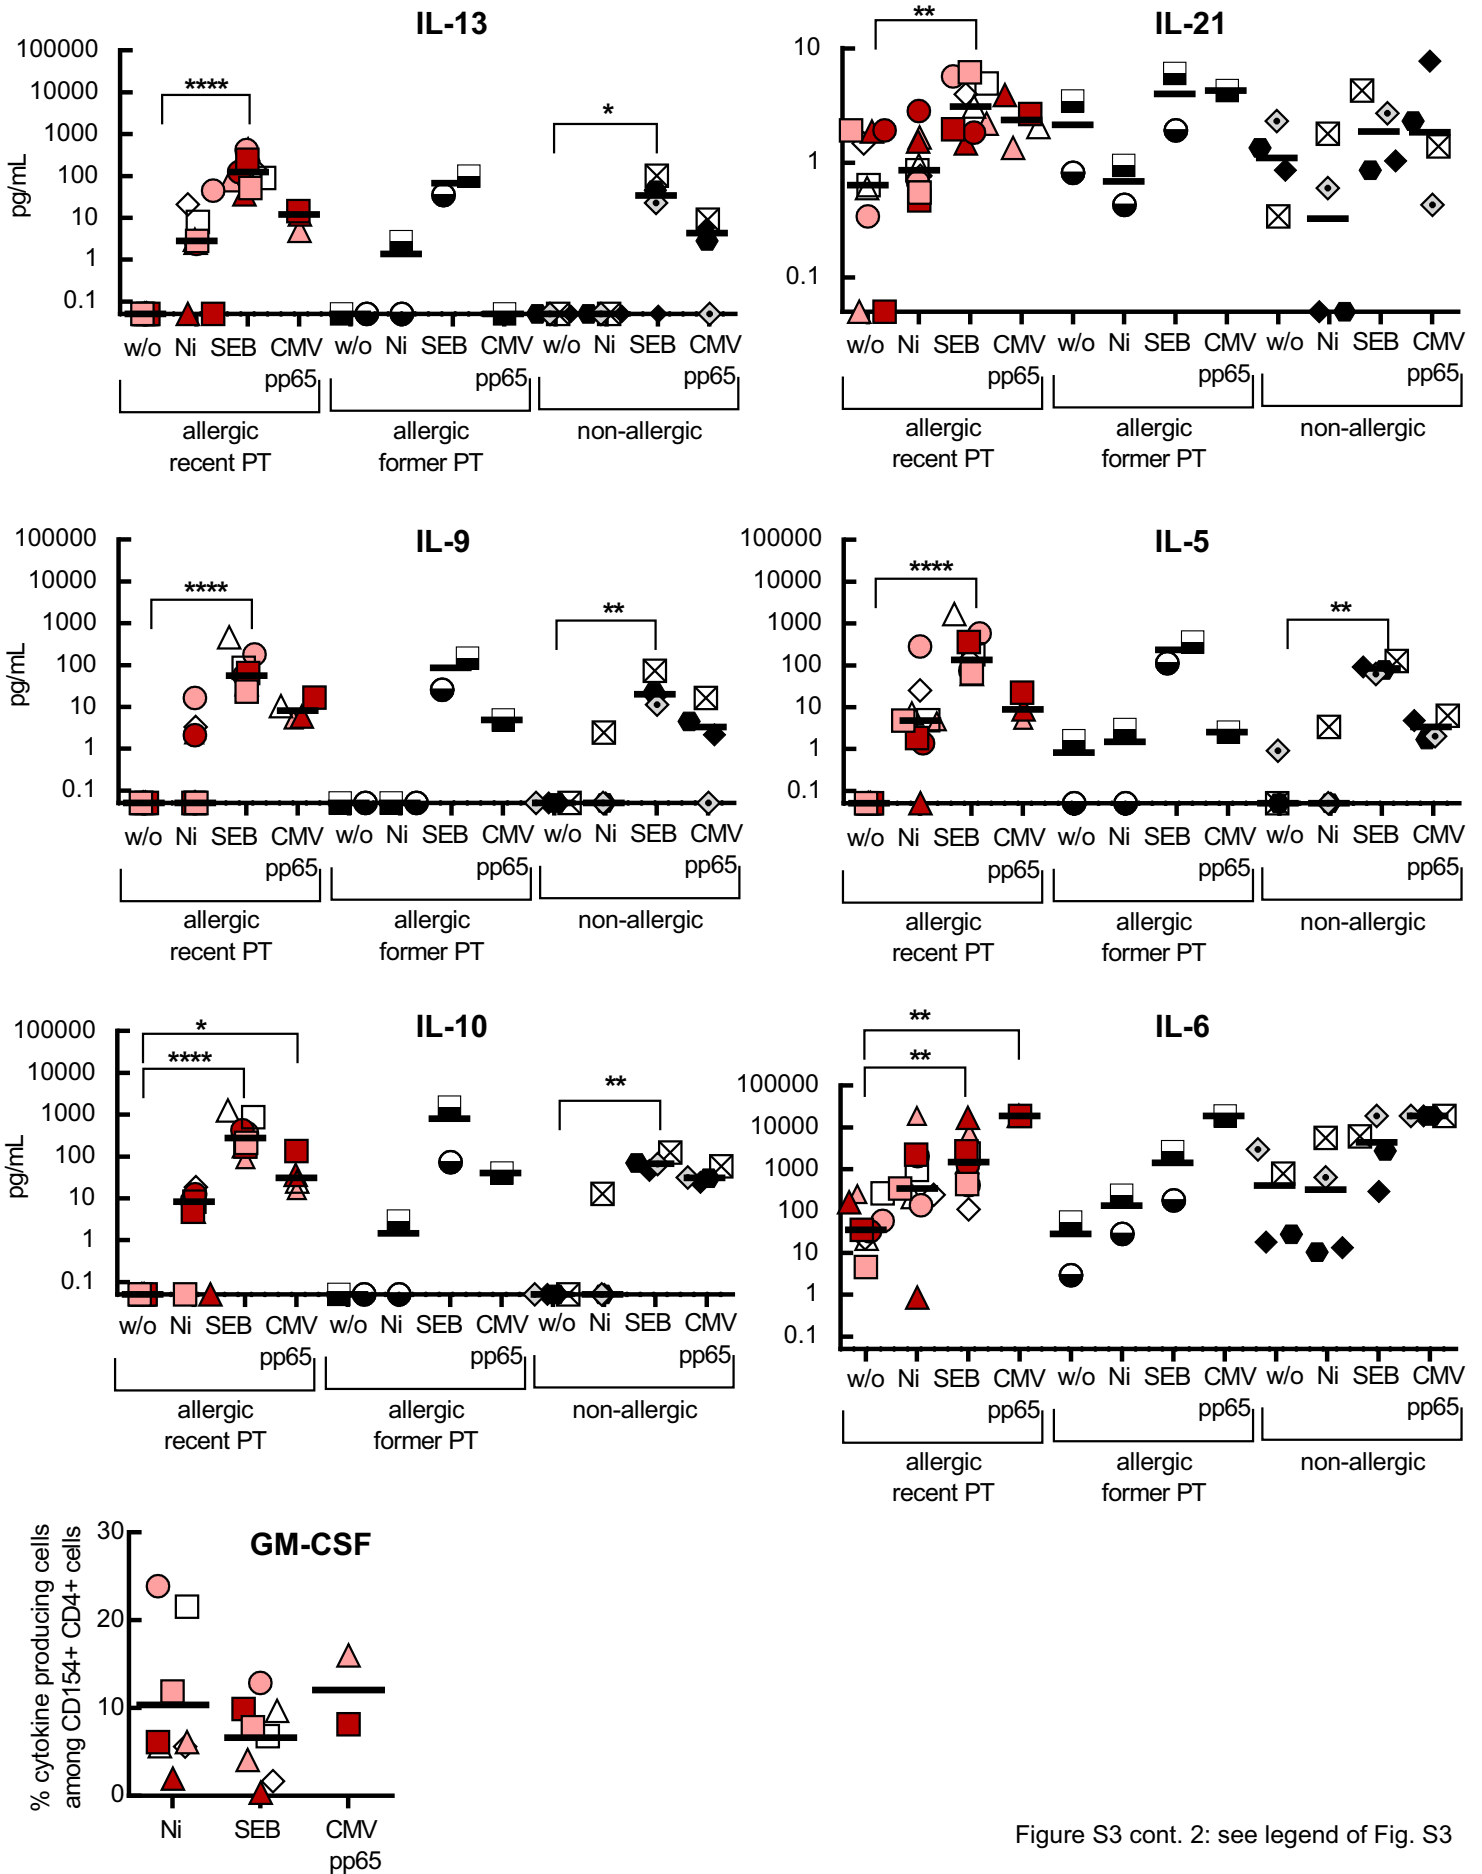 IL-13
100000
10000
1000
100
10
1
0.1
pg/mL
****
*
w/o Ni SEB CMV pp65 w/o Ni SEB CMV pp65 w/o Ni SEB CMV pp65
allergic recent PT
allergic former PT
non-allergic
IL-21
10
1
0.1
**
w/o Ni SEB CMV pp65 w/o Ni SEB CMV pp65 w/o Ni SEB CMV pp65
allergic recent PT
allergic former PT
non-allergic
IL-9
100000
10000
1000
100
10
1
0.1
pg/mL
****
**
w/o Ni SEB CMV pp65 w/o Ni SEB CMV pp65 w/o Ni SEB CMV pp65
allergic recent PT
allergic former PT
non-allergic
IL-5
100000
10000
1000
100
10
1
0.1
****
**
w/o Ni SEB CMV pp65 w/o Ni SEB CMV pp65 w/o Ni SEB CMV pp65
allergic recent PT
allergic former PT
non-allergic
IL-10
100000
10000
1000
100
10
1
0.1
pg/mL
*
****
**
w/o Ni SEB CMV pp65 w/o Ni SEB CMV pp65 w/o Ni SEB CMV pp65
allergic recent PT
allergic former PT
non-allergic
IL-6
100000
10000
1000
100
10
1
0.1
**
**
w/o Ni SEB CMV pp65 w/o Ni SEB CMV pp65 w/o Ni SEB CMV pp65
allergic recent PT
allergic former PT
non-allergic
GM-CSF
30
20
10
0
% cytokine producing cells
among CD154+ CD4+ cells
Ni SEB CMV pp65
Figure S3 cont. 2: see legend of Fig. S3